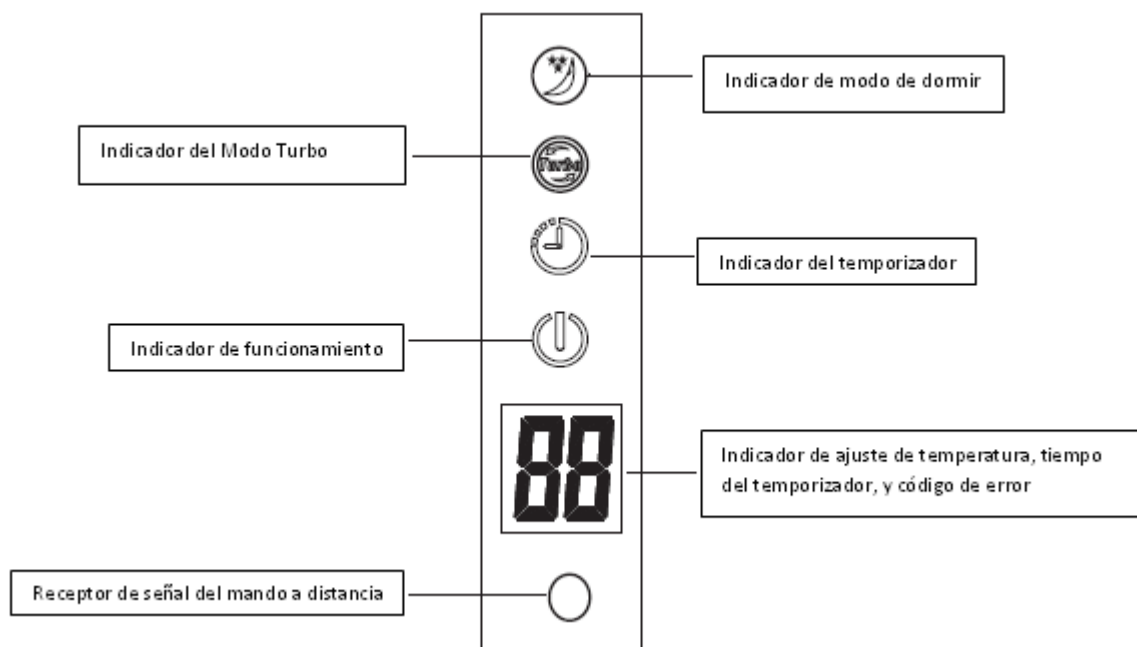 Indicador de modo de dormir
Indicador del Modo Turbo
Turbo
Indicador del temporizador
Indicador de funcionamiento
88
Indicador de ajuste de temperatura, tiempo
del temporizador, y código de error
Receptor de señal del mando a distancia